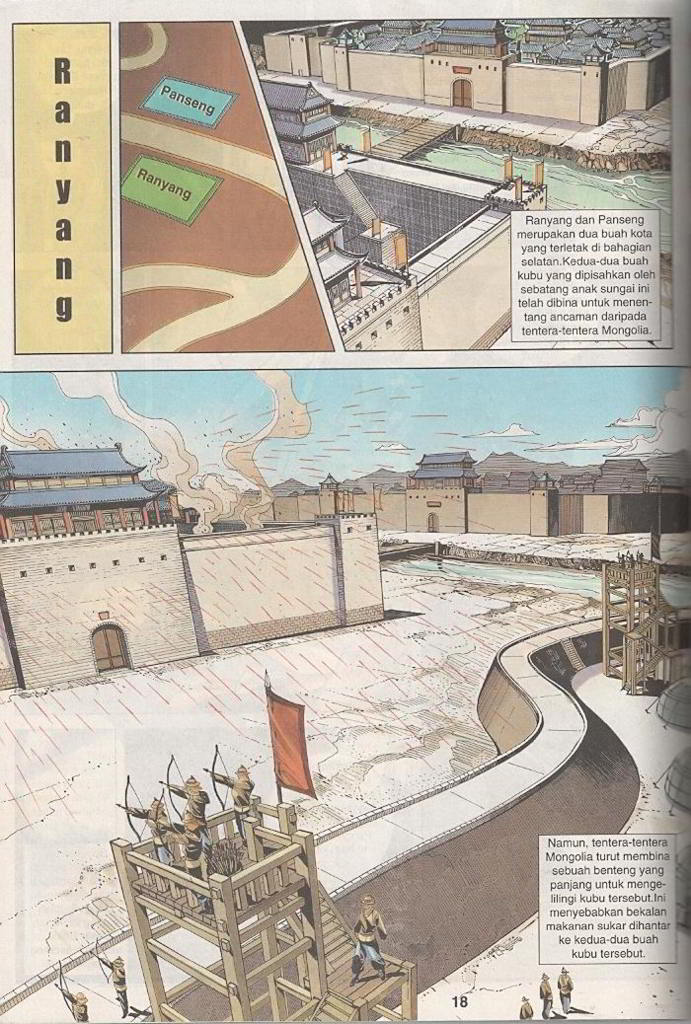 Ranyang
Panseng
Ranyang
Ranyang dan Panseng
merupakan dua buah kota
yang terletak di bahagian
selatan.Kedua-dua buah
kubu yang dipisahkan oleh
sebatang anak sungai ini
telah dibina untuk menen-
tang ancaman daripada
tentera-tentera Mongolia.
Namun, tentera-tentera
Mongolia turut membina
sebuah benteng yang
panjang untuk menge-
lilingi kubu tersebut.Ini
menyebabkan bekalan
makanan sukar dihantar
ke kedua-dua buah
kubu tersebut.
18